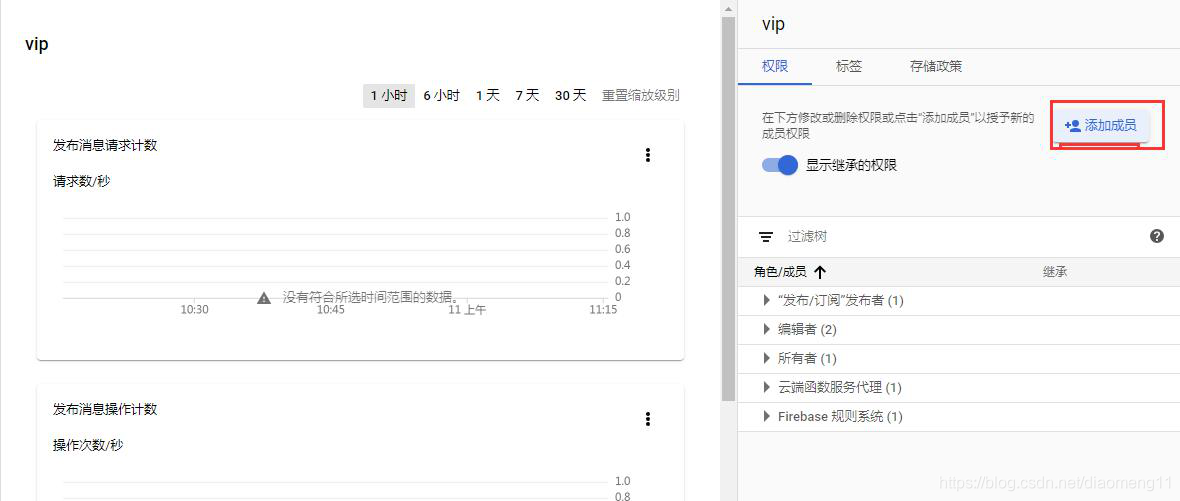 vip
1 小时 6 小时 1 天 7 天 30 天 重置缩放级别
发布消息请求计数
请求数/秒
1.0
0.8
0.6
0.4
0.2
0
没有符合所选时间范围的数据。
10:30 10:45 11 上午 11:15
发布消息操作计数
操作次数/秒
1.0
0.8
vip
权限 标签 存储政策
在下方修改或删除权限或点击“添加成员”以授予新的
成员权限
添加成员
显示继承的权限
过滤树
角色/成员 继承
“发布/订阅”发布者 (1)
编辑者 (2)
所有者 (1)
云端函数服务代理 (1)
Firebase 规则系统 (1)
https://blog.csdn.net/diaomeng11